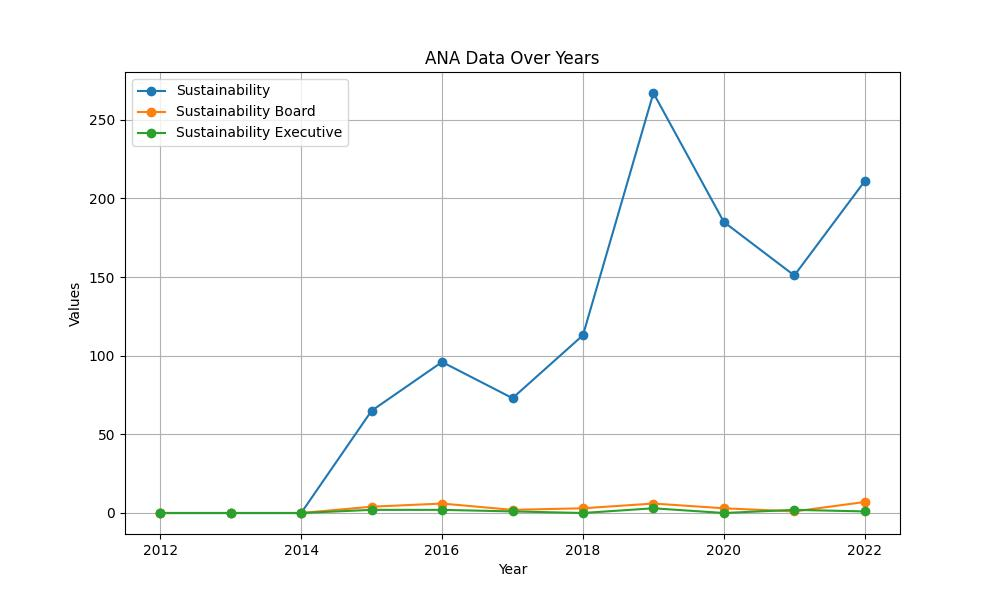 ANA Data Over Years
Sustainability
Sustainability Board
Sustainability Executive
Values
250
200
150
100
50
0
2012 2014 2016 2018 2020 2022
Year